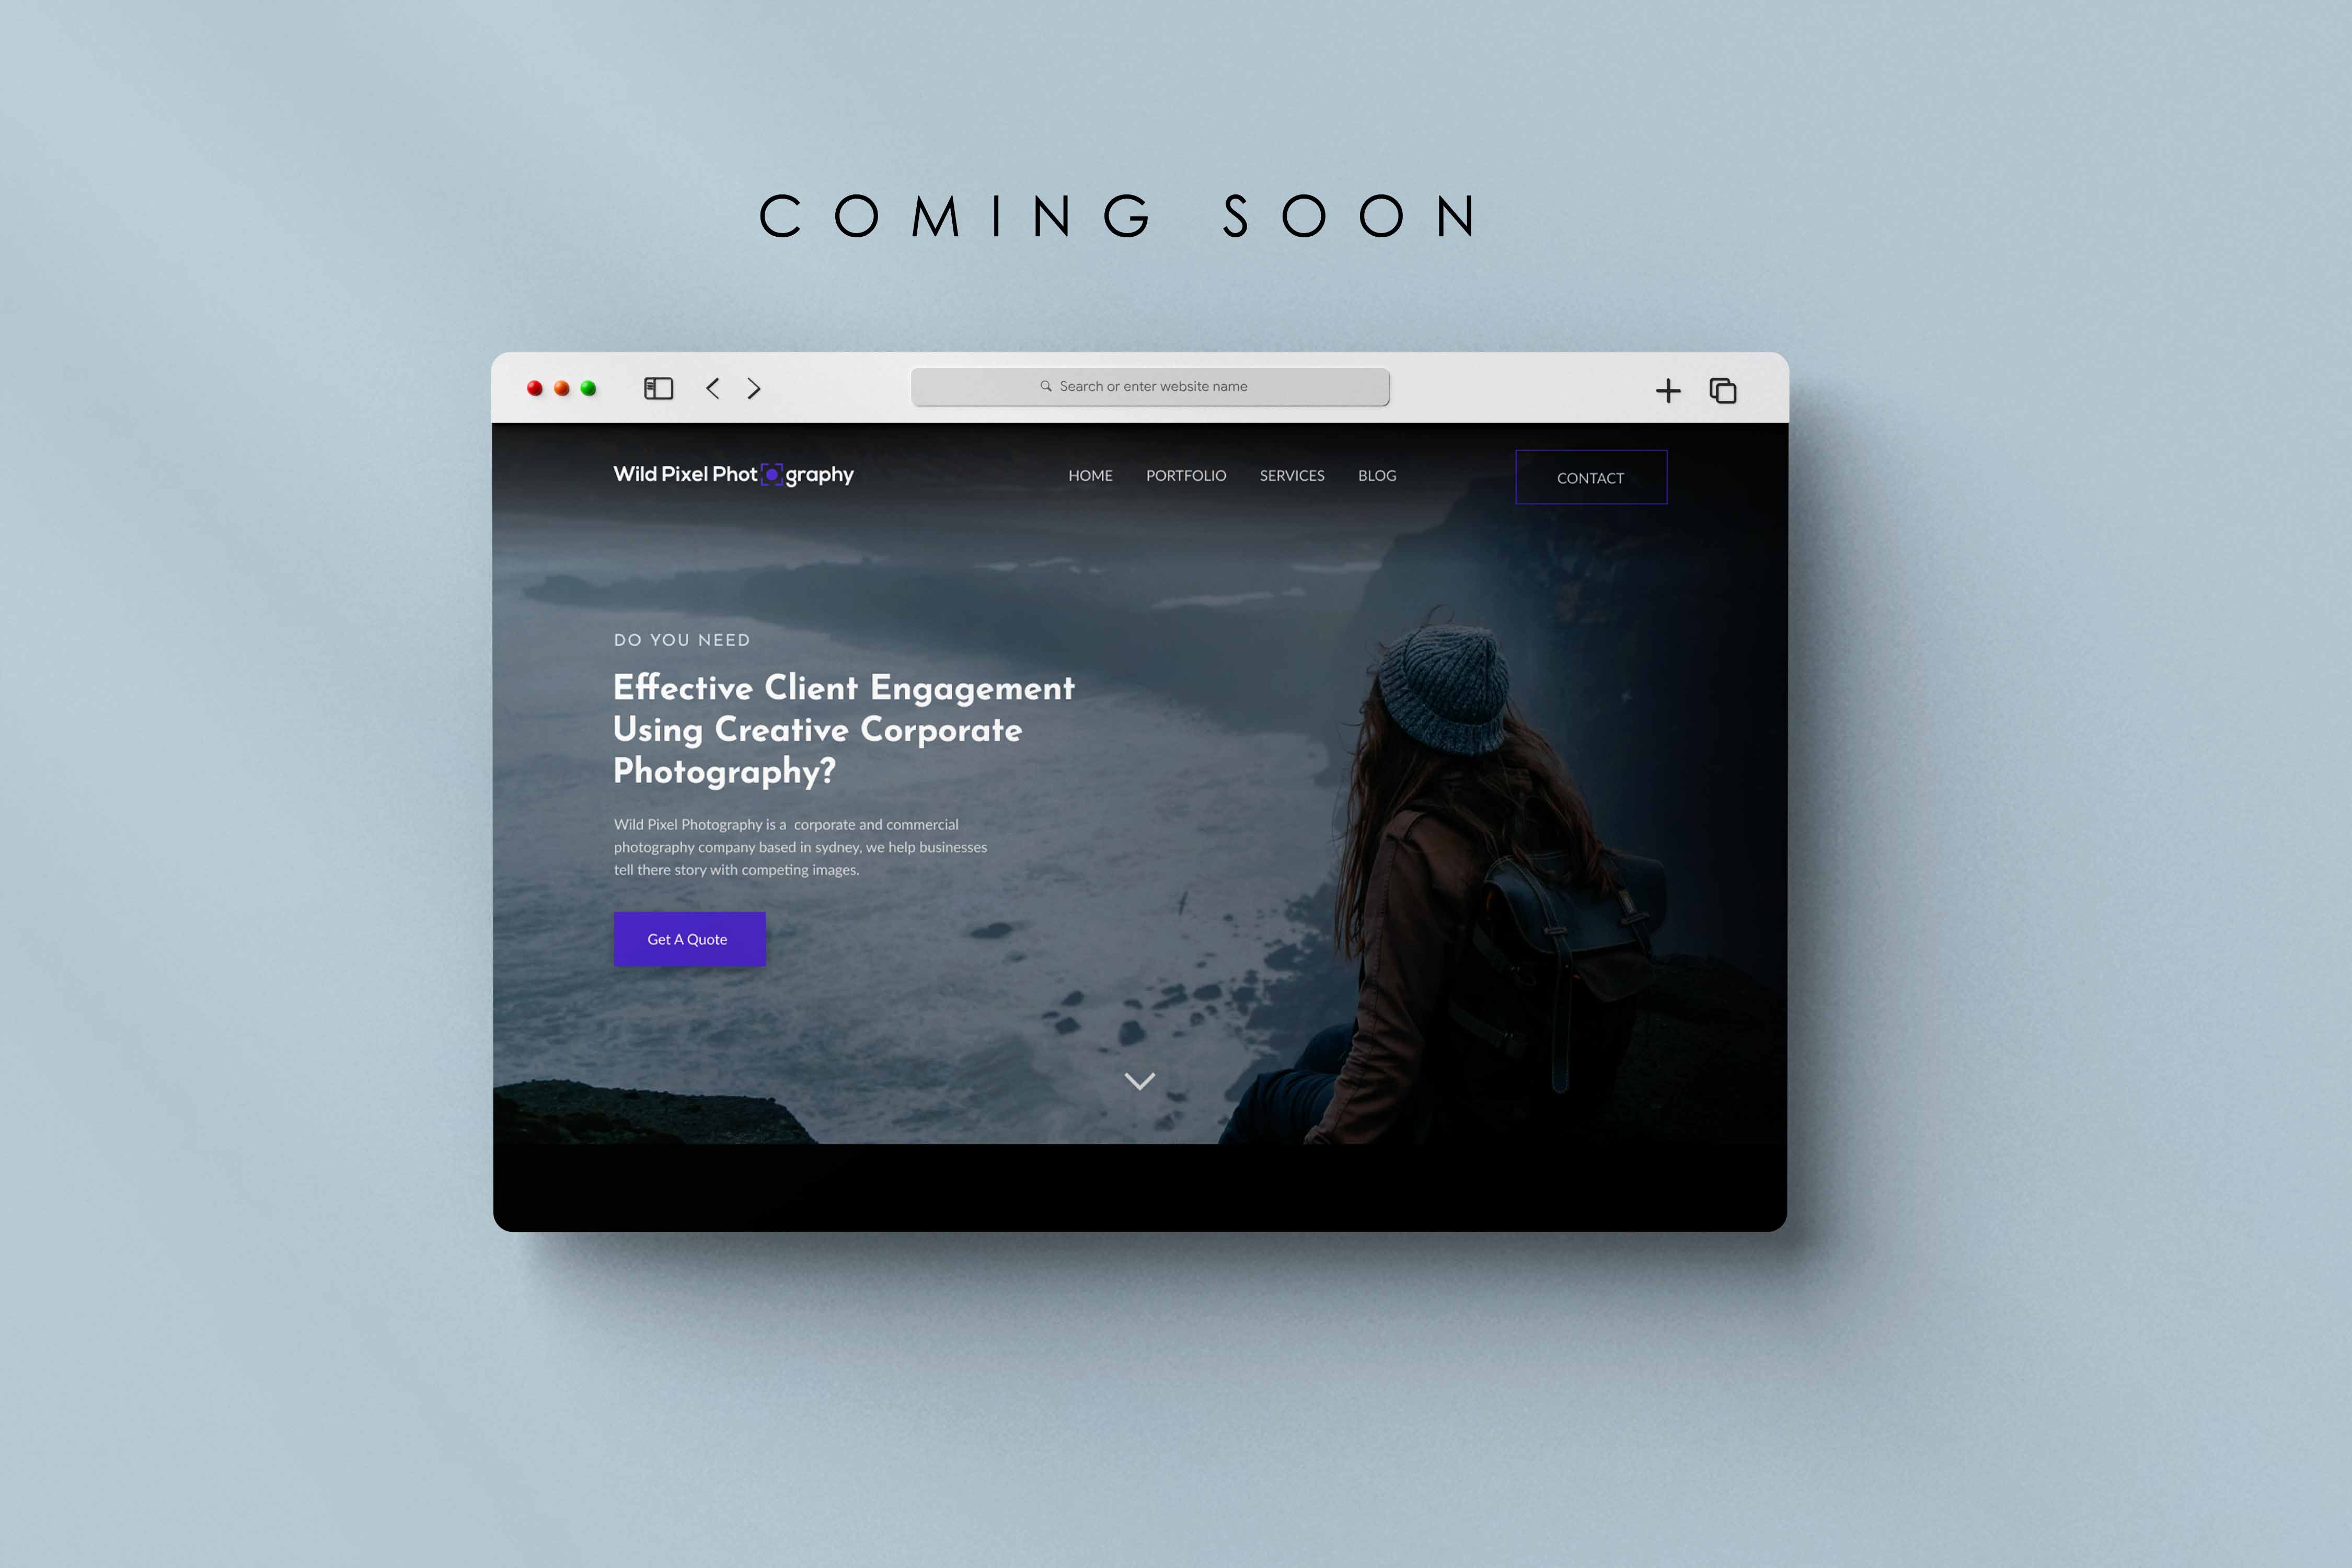 COMING SOON
Search or enter website name
Wild Pixel Photography
HOME PORTFOLIO SERVICES BLOG CONTACT
DO YOU NEED
Effective Client Engagement
Using Creative Corporate
Photography?
Wild Pixel Photography is a  corporate and commercial
photography company based in sydney, we help businesses
tell there story with competing images.
Get A Quote